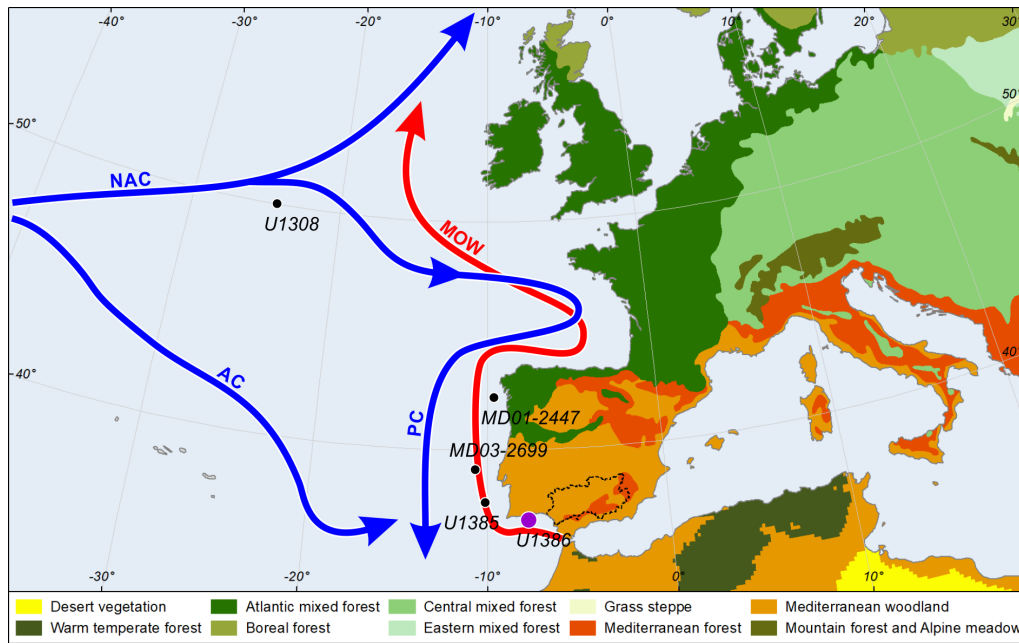 -40° -30° -20° -10° 0° 10° 20° 30°
50°
50°
NAC
U1308
MOW
40°
40°
AC
PC
MD01-2447
MD03-2699
U1385
U1386
-30° -20° -10° 0° 10° 20°
Desert vegetation Atlantic mixed forest Central mixed forest Grass steppe Mediterranean woodland
Warm temperate forest Boreal forest Eastern mixed forest Mediterranean forest Mountain forest and Alpine meadow